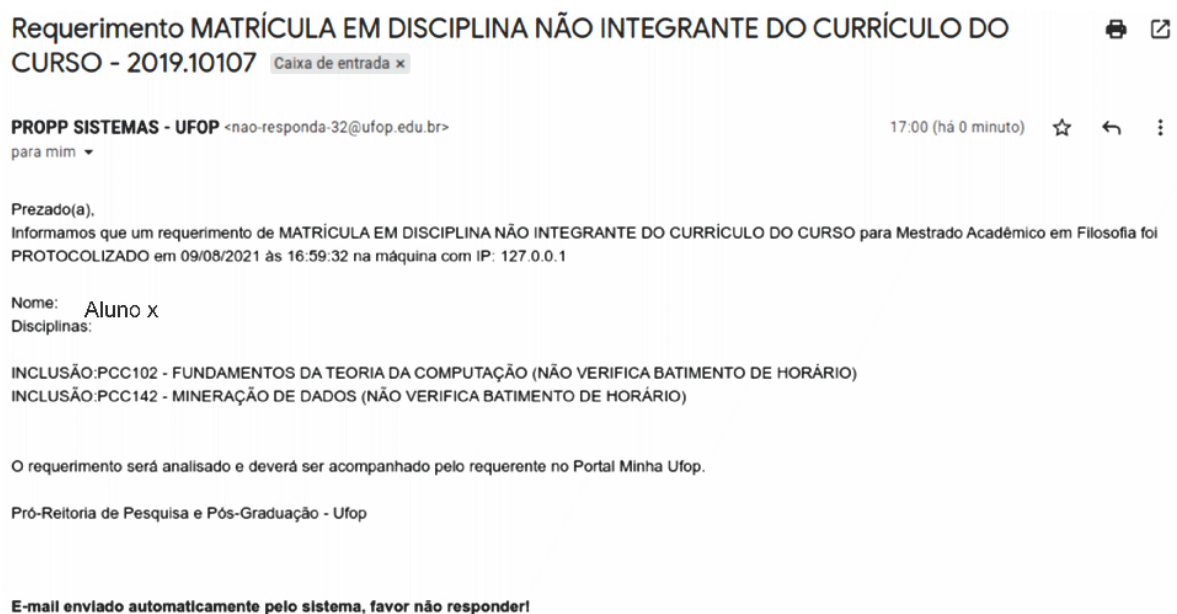 Requerimento MATRÍCULA EM DISCIPLINA NÃO INTEGRANTE DO CURRÍCULO DO
CURSO - 2019.10107 Caixa de entrada ×
PROPP SISTEMAS - UFOP <nao-responda-32@ufop.edu.br> 17:00 (há 0 minuto)
para mim
Prezado(a),
Informamos que um requerimento de MATRÍCULA EM DISCIPLINA NÃO INTEGRANTE DO CURRÍCULO DO CURSO para Mestrado Acadêmico em Filosofia foi
PROTOCOLIZADO em 09/08/2021 às 16:59:32 na máquina com IP: 127.0.0.1
Nome: Aluno x
Disciplinas:
INCLUSÃO:PCC102 - FUNDAMENTOS DA TEORIA DA COMPUTAÇÃO (NÃO VERIFICA BATIMENTO DE HORÁRIO)
INCLUSÃO:PCC142 - MINERAÇÃO DE DADOS (NÃO VERIFICA BATIMENTO DE HORÁRIO)
O requerimento será analisado e deverá ser acompanhado pelo requerente no Portal Minha Ufop.
Pró-Reitoria de Pesquisa e Pós-Graduação - Ufop
E-mail enviado automaticamente pelo sistema, favor não responder!